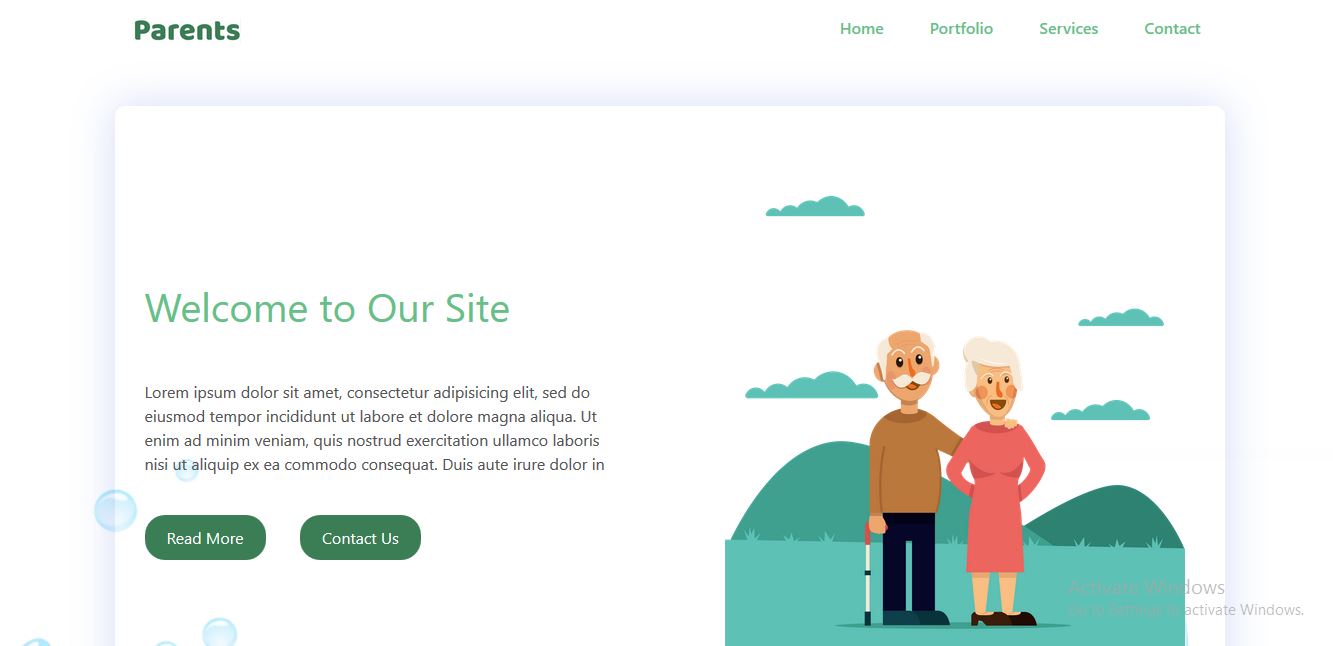 Parents
Home Portfolio Services Contact
Welcome to Our Site
Lorem ipsum dolor sit amet, consectetur adipisicing elit, sed do
eiusmod tempor incididunt ut labore et dolore magna aliqua. Ut
enim ad minim veniam, quis nostrud exercitation ullamco laboris
nisi ut aliquip ex ea commodo consequat. Duis aute irure dolor in
Read More Contact Us
Activate Windows
Go to Settings to activate Windows.